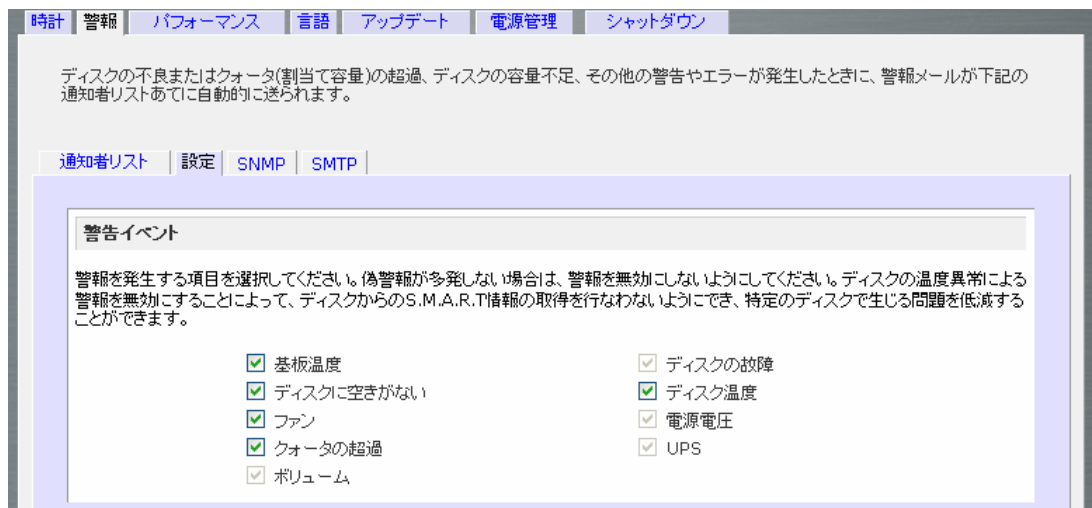 時計 警報 パフォーマンス 言語 アップデート 電源管理 シャットダウン
ディスクの不良またはクォータ(割当て容量)の超過、ディスクの容量不足、その他の警告やエラーが発生したときに、警報メールが下記の
通知者リストあてに自動的に送られます。
通知者リスト 設定 SNMP SMTP
警告イベント
警報を発生する項目を選択してください。偽警報が多発しない場合は、警報を無効にしないようにしてください。ディスクの温度異常による
警報を無効にすることによって、ディスクからのS.M.A.R.T情報の取得を行なわないようにでき、特定のディスクで生じる問題を低減する
ことができます。
基板温度 ディスクの故障
ディスクに空きがない ディスク温度
ファン 電源電圧
クォータの超過 UPS
ボリューム